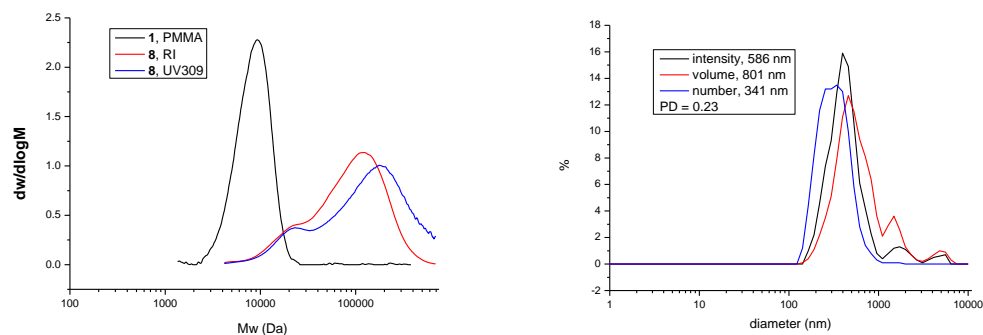 2.5
2.0
1.5
1.0
0.5
0.0
dw/dlogM
1, PMMA
8, RI
8, UV309
100
1000
10000
100000
Mw (Da)
18
16
14
12
10
8
6
4
2
0
-2
%
intensity, 586 nm
volume, 801 nm
number, 341 nm
PD = 0.23
1
10
100
1000
10000
diameter (nm)